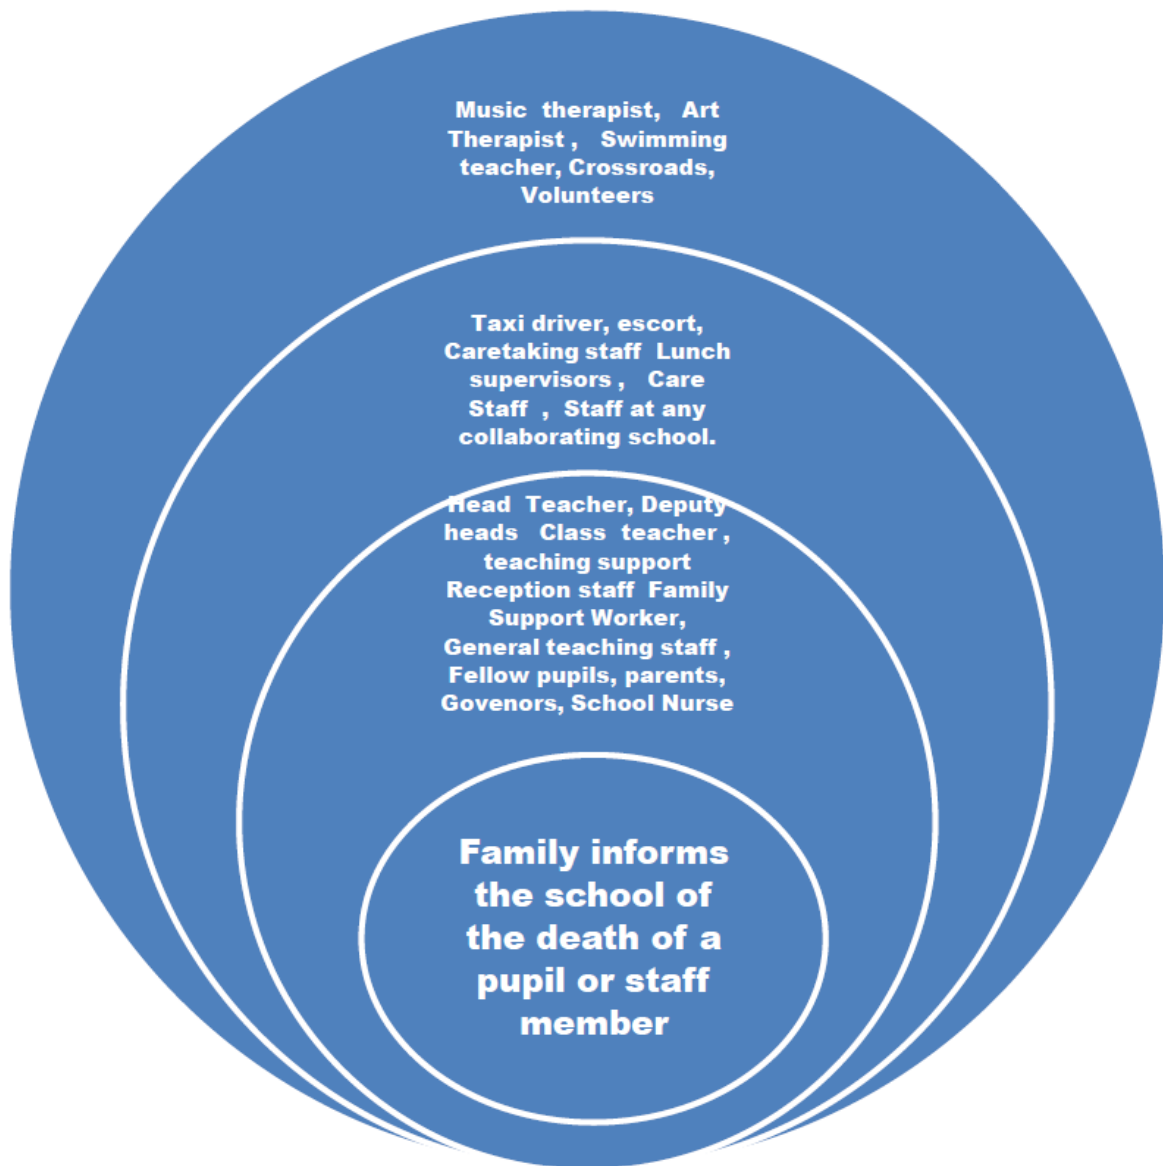 Music therapist, Art
Therapist , Swimming
teacher, Crossroads,
Volunteers
Taxi driver, escort,
Caretaking staff Lunch
supervisors , Care
Staff , Staff at any
collaborating school.
Head Teacher, Deputy
heads Class teacher ,
teaching support
Reception staff Family
Support Worker,
General teaching staff ,
Fellow pupils, parents,
Govenors, School Nurse
Family informs
the school of
the death of a
pupil or staff
member